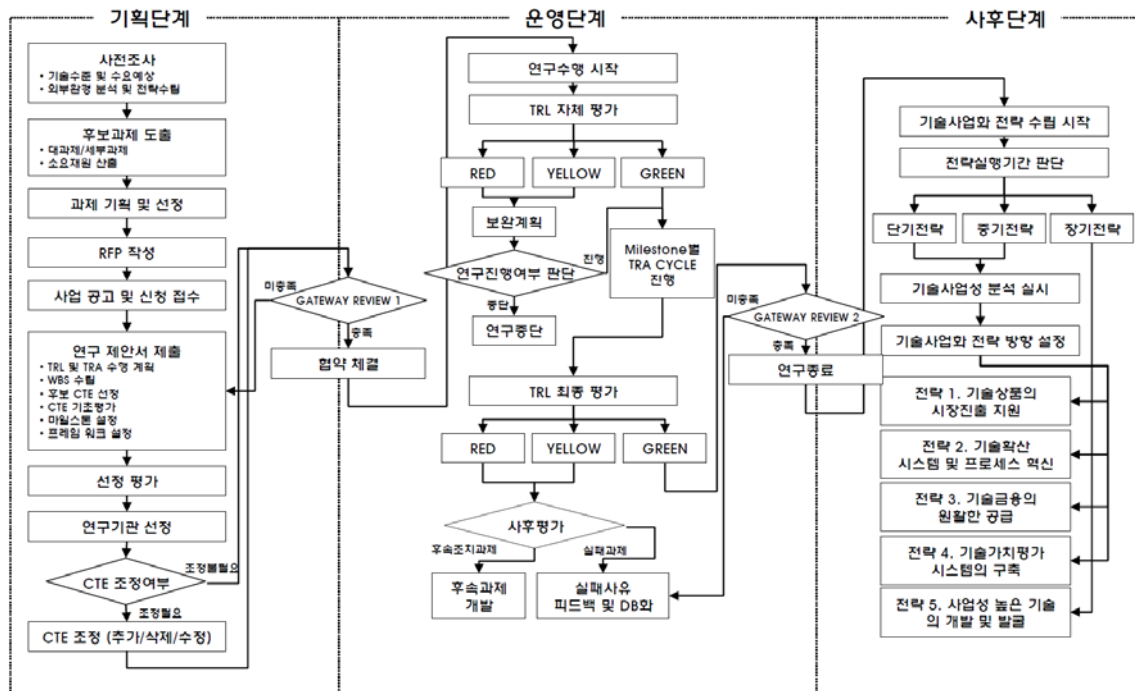 기획단계
운영단계
사후단계
사전조사
• 기술수준 및 수요예상
• 외부환경 분석 및 전략수립
후보과제 도출
• 대과제/세부과제
• 소요재원 산출
과제 기획 및 선정
RFP 작성
사업 공고 및 신청 접수
연구 제안서 제출
• TRL 및 TRA 수행 계획
• WBS 수립
• 후보 CTE 선정
• CTE 기초평가
• 마일스톤 설정
• 프레임 워크 설정
선정 평가
연구기관 선정
CTE 조정여부
조정불필요
조정필요
CTE 조정 (추가/삭제/수정)
미충족
GATEWAY REVIEW 1
충족
협약 체결
연구수행 시작
TRL 자체 평가
RED
YELLOW
GREEN
보완계획
연구진행여부 판단
진행
중단
연구중단
Milestone별
TRA CYCLE
진행
TRL 최종 평가
RED
YELLOW
GREEN
사후평가
후속조치과제
실패과제
후속과제
개발
실패사유
피드백 및 DB화
미충족
GATEWAY REVIEW 2
충족
연구종료
기술사업화 전략 수립 시작
전략실행기간 판단
단기전략
중기전략
장기전략
기술사업성 분석 실시
기술사업화 전략 방향 설정
전략 1. 기술상품의
시장진출 지원
전략 2. 기술확산
시스템 및 프로세스 혁신
전략 3. 기술금융의
원활한 공급
전략 4. 기술가치평가
시스템의 구축
전략 5. 사업성 높은 기술
의 개발 및 발굴